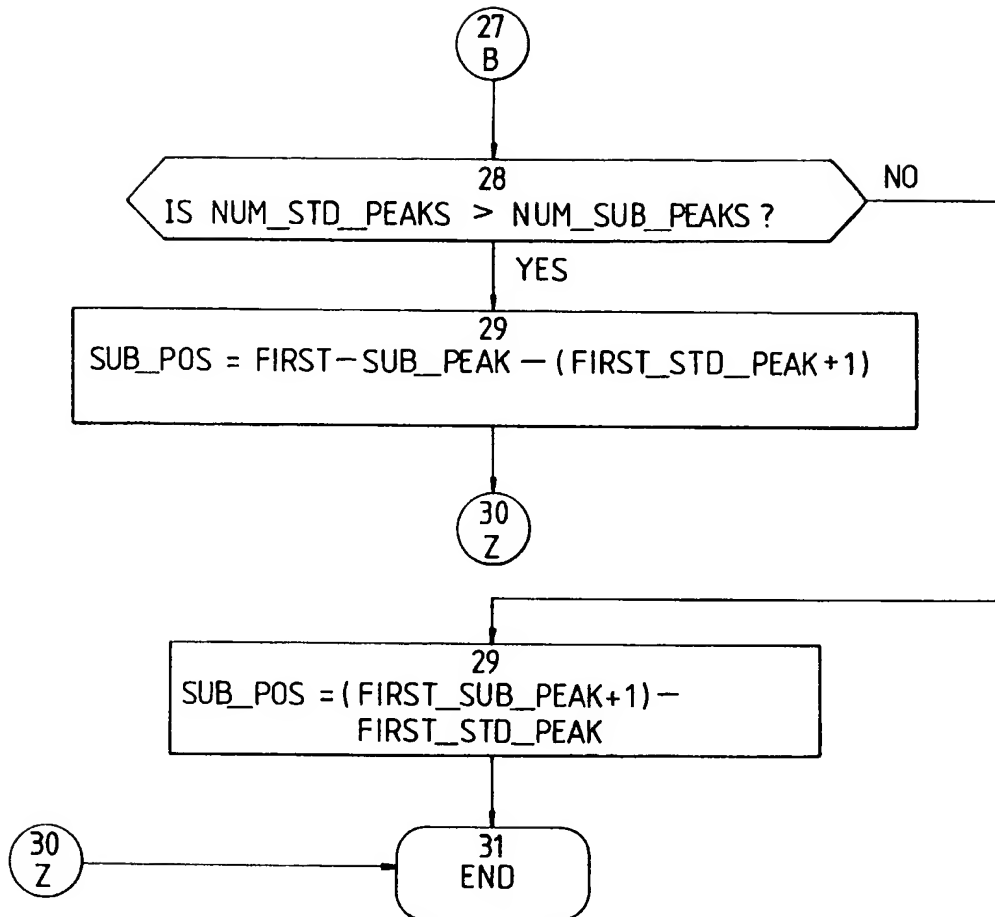 27
B
28
IS NUM_STD_PEAKS > NUM_SUB_PEAKS?
NO
YES
29
SUB_POS = FIRST-SUB_PEAK-(FIRST_STD_PEAK+1)
30
Z
29
SUB_POS =(FIRST_SUB_PEAK+1)-
FIRST_STD_PEAK
30
Z
31
END